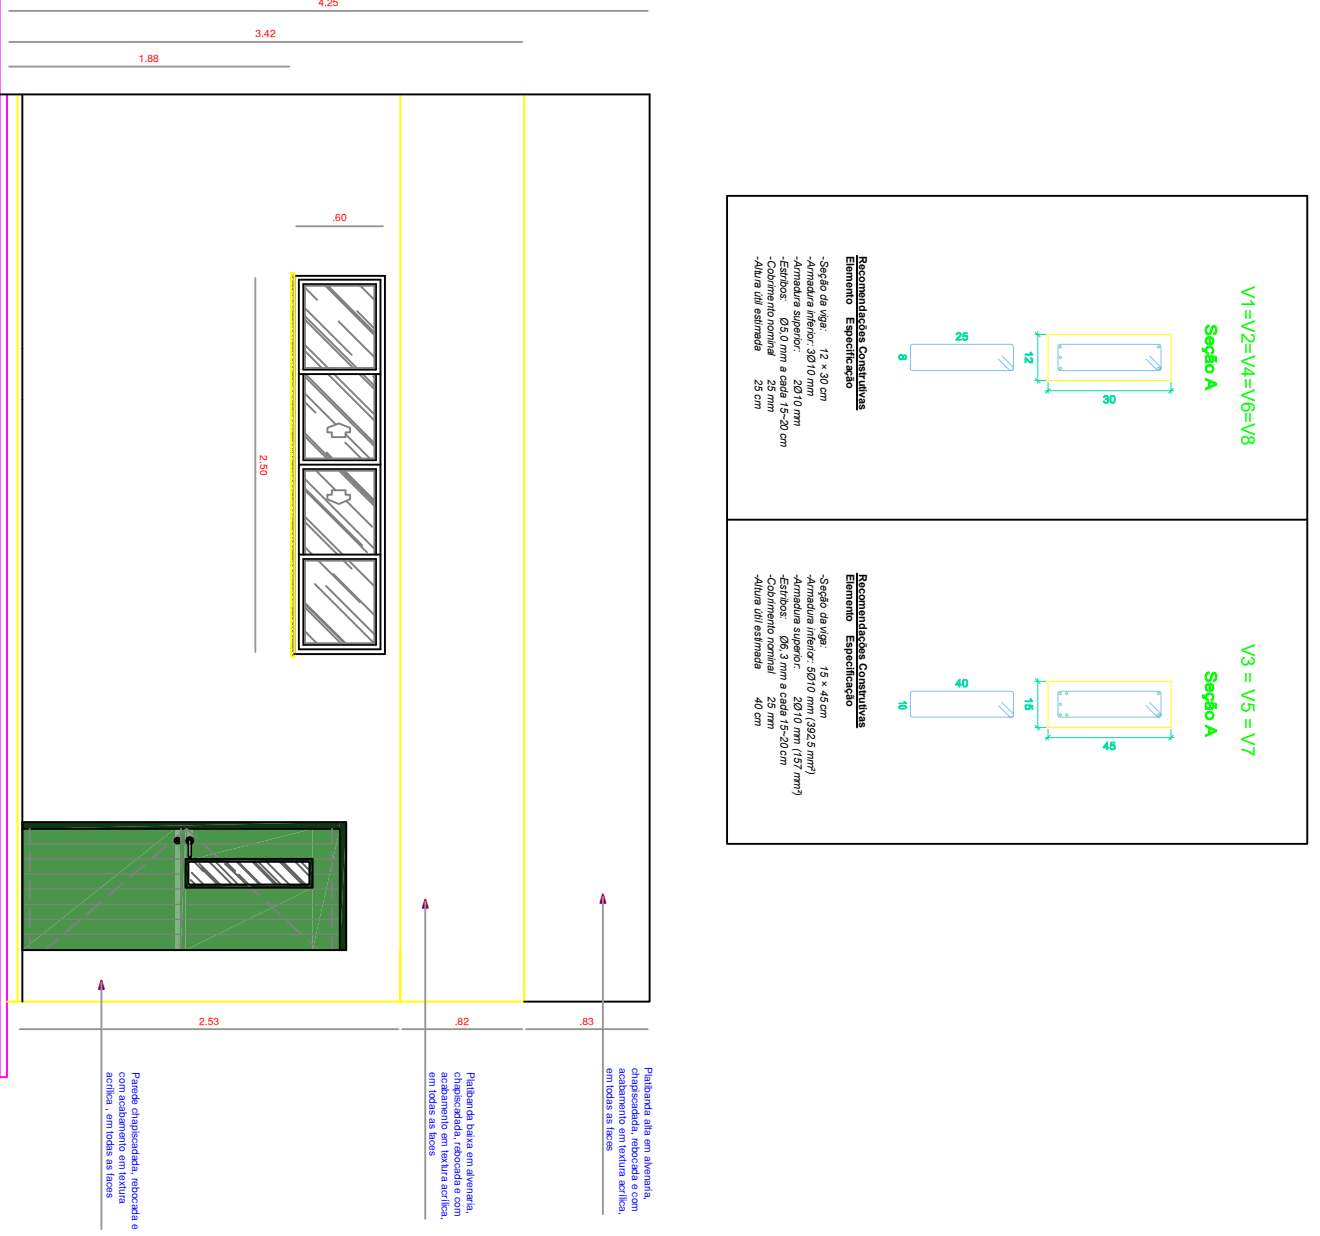 4.25
3.42
1.88
.60
2.50
2.53
.82
.83
Platibanda alta em alvenaria,
chapiscadada, rebocada e com
acabamento em textura acrílica,
em todas as faces
Platibanda baixa em alvenaria,
chapiscadada, rebocada e com
acabamento em textura acrílica,
em todas as faces
Parede chapiscadada, rebocada e
com acabamento em textura
acrílica , em todas as faces
V1=V2=V4=V6=V8
Seção A
30
12
25
8
Recomendações Construtivas
Elemento Especificação
-Seção da viga: 12 × 30 cm
-Armadura inferior: 3Ø10 mm
-Armadura superior: 2Ø10 mm
-Estribos: Ø5,0 mm a cada 15~20 cm
-Cobrimento nominal 25 mm
-Altura útil estimada 25 cm
V3 = V5 = V7
Seção A
45
15
40
10
Recomendações Construtivas
Elemento Especificação
-Seção da viga: 15 × 45 cm
-Armadura inferior: 5Ø10 mm (392,5 mm²)
-Armadura superior: 2Ø10 mm (157 mm²)
-Estribos: Ø6,3 mm a cada 15~20 cm
-Cobrimento nominal 25 mm
-Altura útil estimada 40 cm